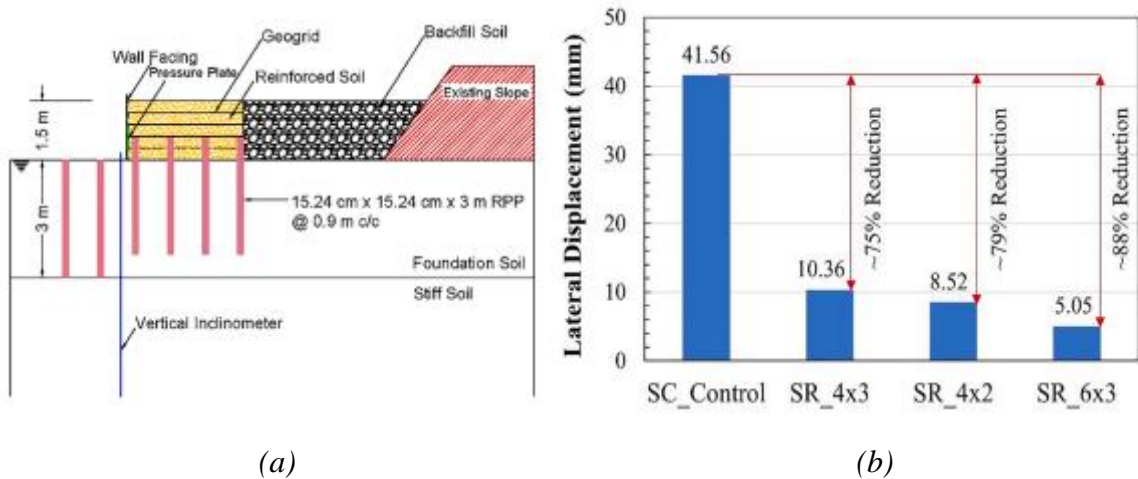 Geogrid
Backfill Soil
Wall Facing
Pressure Plate
Reinforced Soil
Existing Slope
1.5 m
3 m
15.24 cm x 15.24 cm x 3 m RPP
@ 0.9 m c/c
Foundation Soil
Stiff Soil
Vertical Inclinometer
(a)
Lateral Displacement (mm)
50
40
30
20
10
0
41.56
10.36
8.52
5.05
~75% Reduction
~79% Reduction
~88% Reduction
SC_Control
SR_4x3
SR_4x2
SR_6x3
(b)